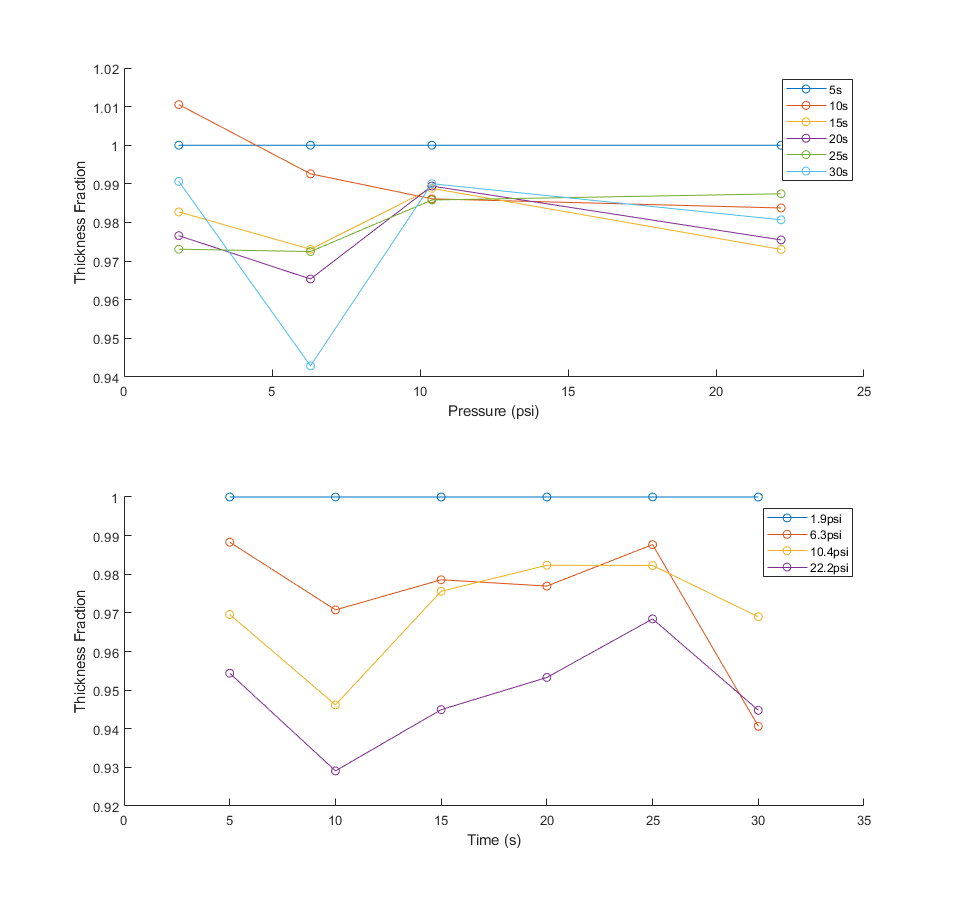 1.02
1.01
1
0.99
0.98
0.97
0.96
0.95
0.94
Thickness Fraction
0 5 10 15 20 25
Pressure (psi)
5s
10s
15s
20s
25s
30s
1
0.99
0.98
0.97
0.96
0.95
0.94
0.93
0.92
Thickness Fraction
0 5 10 15 20 25 30 35
Time (s)
1.9psi
6.3psi
10.4psi
22.2psi